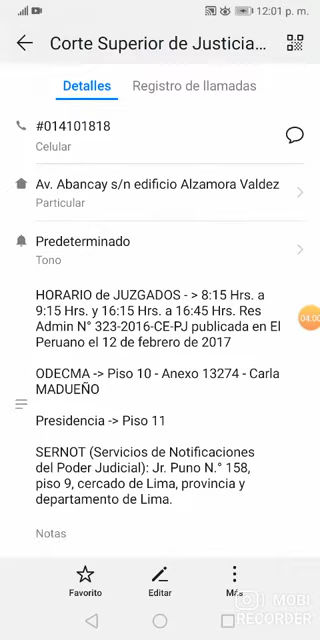 12:01 p. m.
Corte Superior de Justicia...
Detalles
Registro de llamadas
#014101818
Celular
Av. Abancay s/n edificio Alzamora Valdez
Particular
Predeterminado
Tono
HORARIO de JUZGADOS - > 8:15 Hrs. a
9:15 Hrs. y 16:15 Hrs. a 16:45 Hrs. Res
Admin N° 323-2016-CE-PJ publicada en El
Peruano el 12 de febrero de 2017
04:00
ODECMA -> Piso 10 - Anexo 13274 - Carla
MADUEÑO
Presidencia -> Piso 11
SERNOT (Servicios de Notificaciones
del Poder Judicial): Jr. Puno N.° 158,
piso 9, cercado de Lima, provincia y
departamento de Lima.
Notas
Favorito
Editar
Más
MOBI
RECORDER